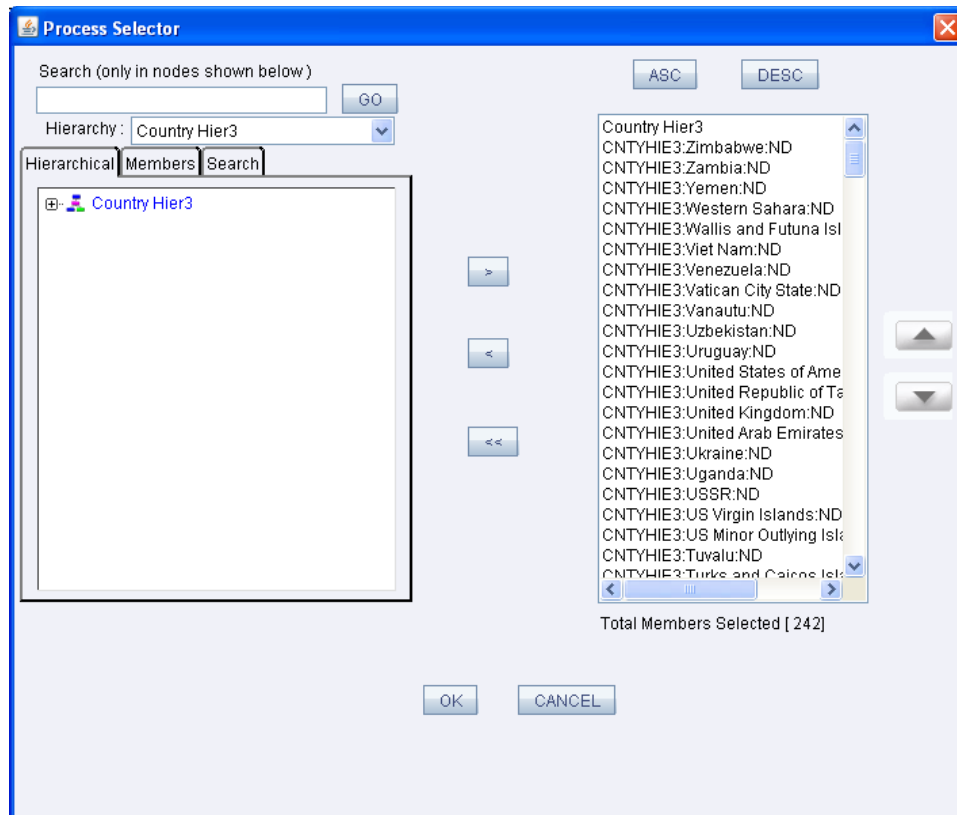 Process Selector
Search (only in nodes shown below)
GO
Hierarchy :
Country Hier3
Hierarchical
Members
Search
Country Hier3
>
<
<<
ASC
DESC
Country Hier3
CNTYHIE3:Zimbabwe:ND
CNTYHIE3:Zambia:ND
CNTYHIE3:Yemen:ND
CNTYHIE3:Western Sahara:ND
CNTYHIE3:Wallis and Futuna Isl
CNTYHIE3:Viet Nam:ND
CNTYHIE3:Venezuela:ND
CNTYHIE3:Vatican City State:ND
CNTYHIE3:Vanautu:ND
CNTYHIE3:Uzbekistan:ND
CNTYHIE3:Uruguay:ND
CNTYHIE3:United States of Ame
CNTYHIE3:United Republic of Ta
CNTYHIE3:United Kingdom:ND
CNTYHIE3:United Arab Emirates
CNTYHIE3:Ukraine:ND
CNTYHIE3:Uganda:ND
CNTYHIE3:USSR:ND
CNTYHIE3:US Virgin Islands:ND
CNTYHIE3:US Minor Outlying Isla
CNTYHIE3:Tuvalu:ND
CNTYHIE3:Turks and Caicos Isla
Total Members Selected [ 242]
OK
CANCEL